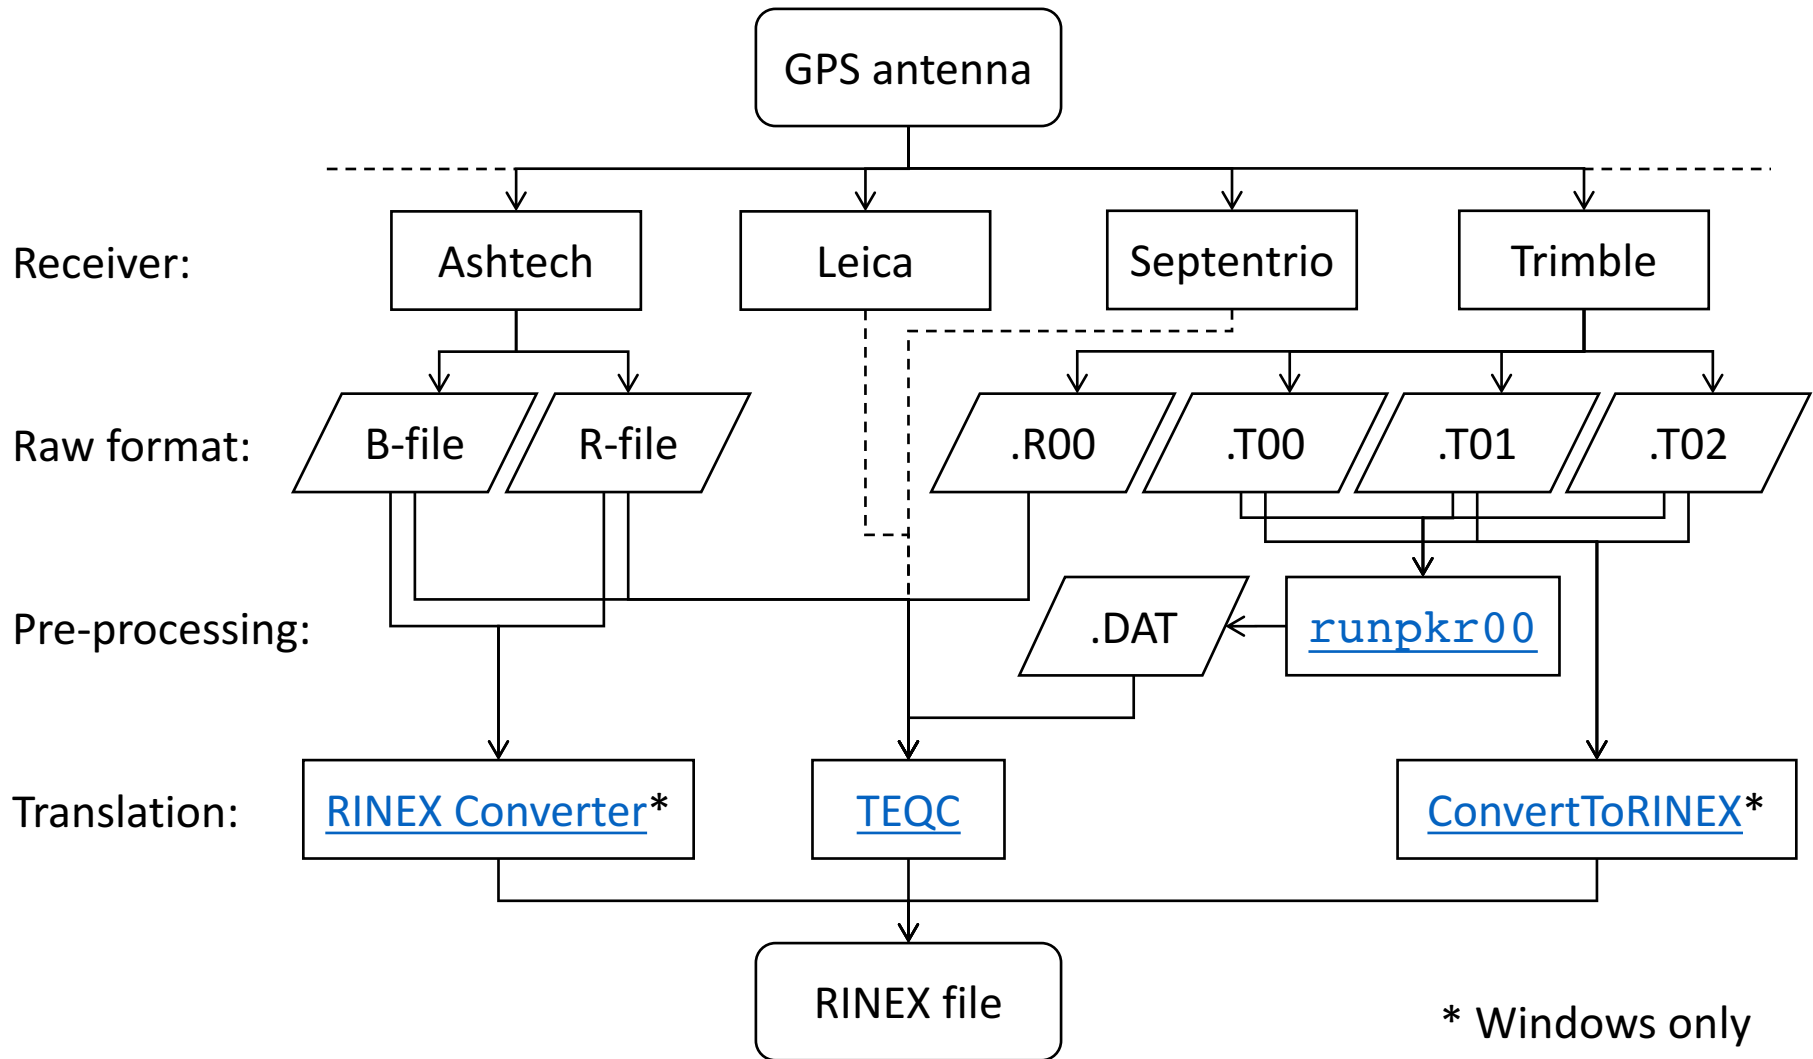 GPS antenna
Receiver:
Ashtech
Leica
Septentrio
Trimble
Raw format:
B-file
R-file
.R00
.T00
.T01
.T02
Pre-processing:
.DAT
runpkr00
Translation:
RINEX Converter*
TEQC
ConvertToRINEX*
RINEX file
* Windows only